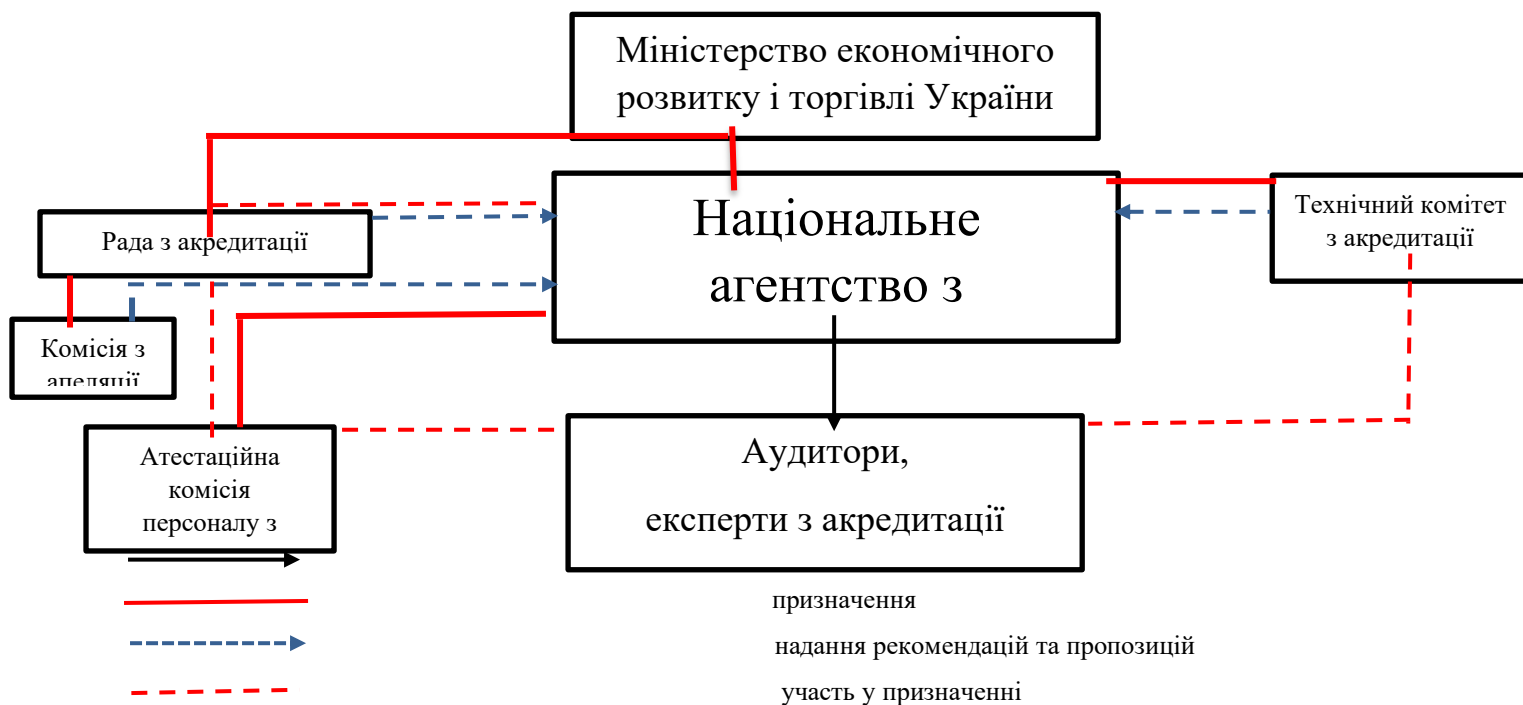 Міністерство економічного
розвитку і торгівлі України
Національне
агентство з
Технічний комітет
з акредитації
Рада з акредитації
Комісія з
апеляції
Атестаційна
комісія
персоналу з
Аудитори,
експерти з акредитації
призначення
надання рекомендацій та пропозицій
участь у призначенні